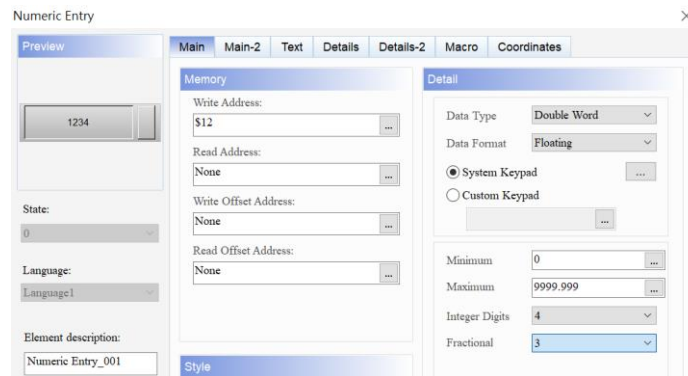 Numeric Entry
Preview
1234
State:
0
Language:
Language1
Element description:
Numeric Entry_001
Main Main-2 Text Details Details-2 Macro Coordinates
Memory
Write Address:
$12
...
Read Address:
None
...
Write Offset Address:
None
...
Read Offset Address:
None
...
Style
Detail
Data Type Double Word
Data Format Floating
System Keypad ...
Custom Keypad
...
Minimum 0 ...
Maximum 9999.999 ...
Integer Digits 4
Fractional 3